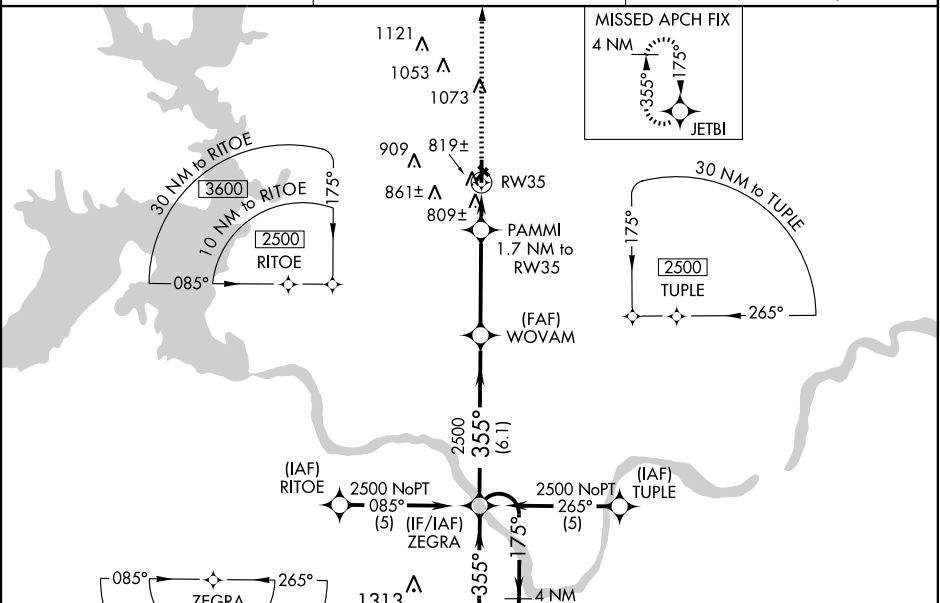 MISSED APCH FIX
4 NM
355°
175°
JETBI
1121
1053
1073
909
819±
861±
809±
RW35
PAMMI
1.7 NM to
RW35
30 NM to RITOE
3600
10 NM to RITOE
2500
RITOE
175°
085°
30 NM to TUPLE
175°
2500
TUPLE
265°
(FAF)
WOVAM
2500
355°
(6.1)
(IAF)
RITOE
2500 NoPT
085°
(5)
(IF/IAF)
ZEGRA
2500 NoPT
265°
(5)
(IAF)
TUPLE
355°
175°
4 NM
085°
265°
ZEGRA
1313